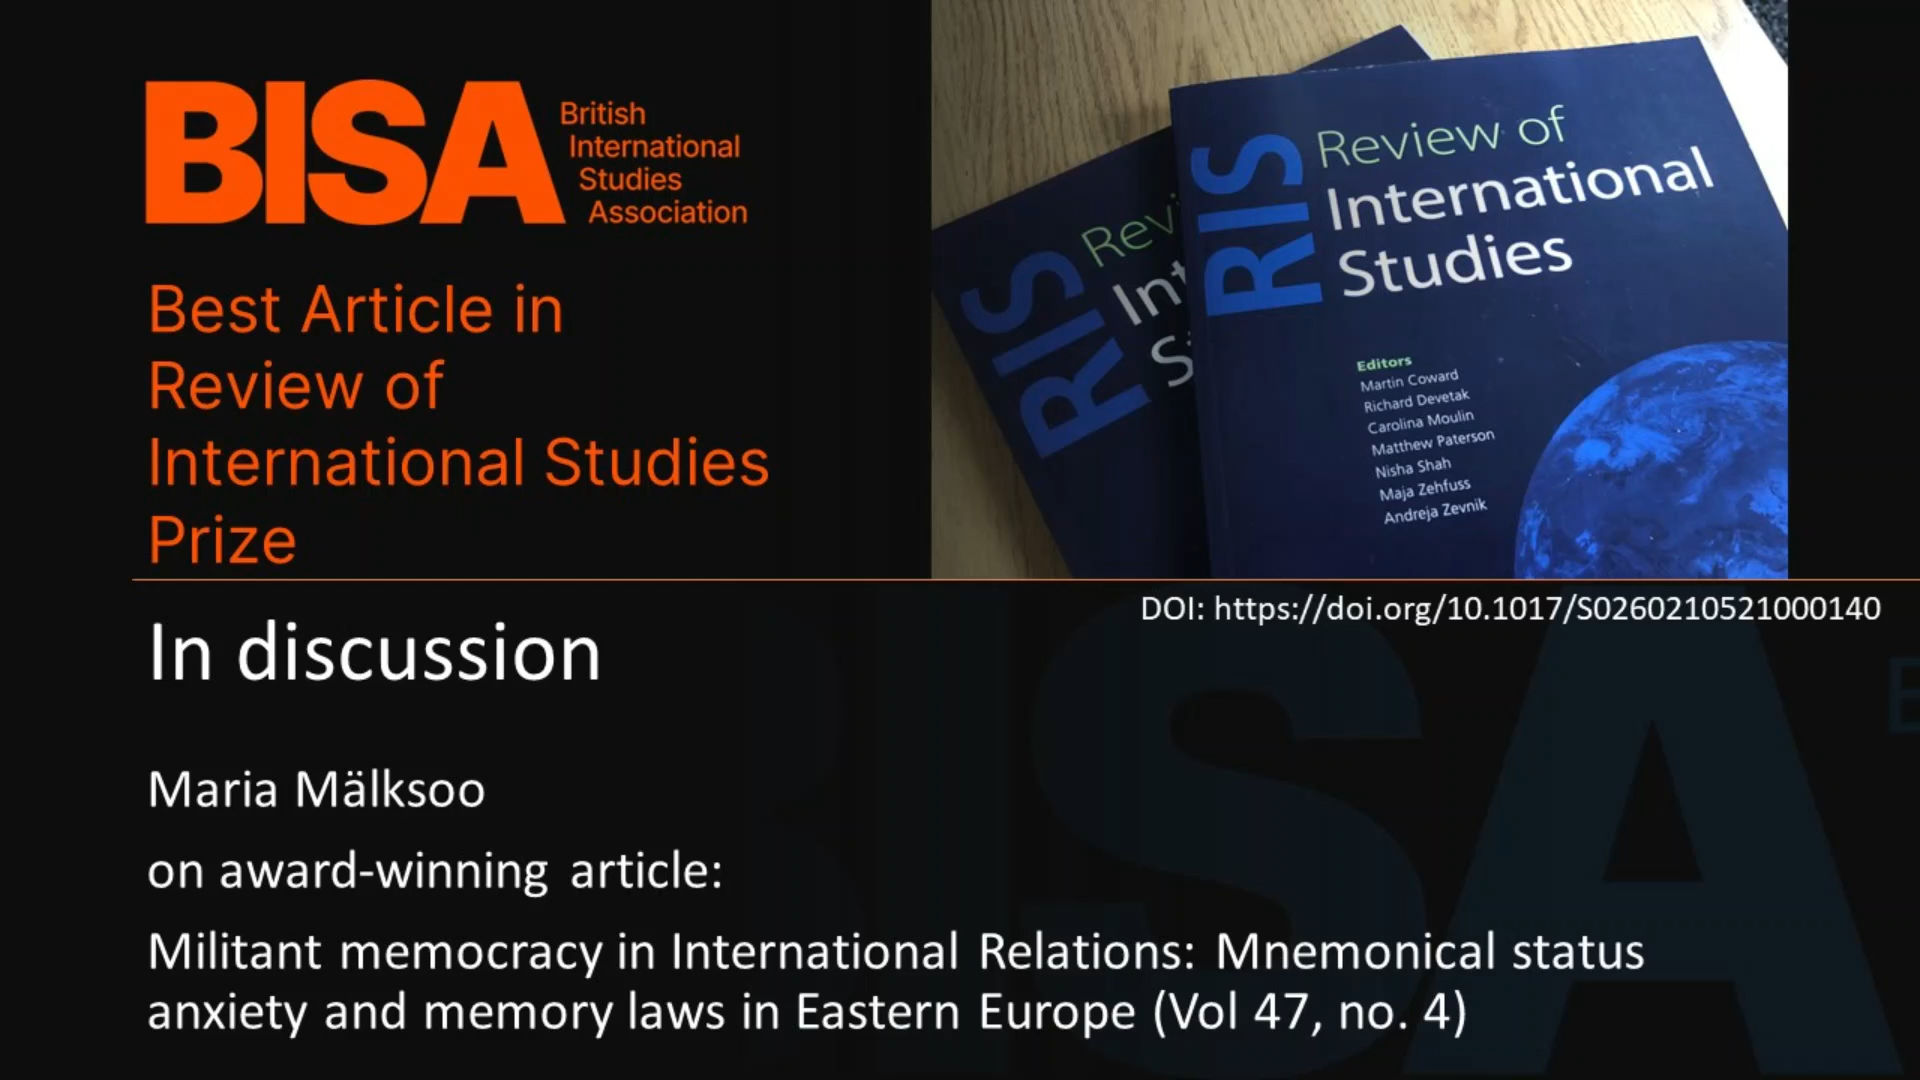 BISA
British
International
Studies
Association
Best Article in
Review of
International Studies
Prize
RIS
Review of
International
Studies
Editors
Martin Coward
Richard Devetak
Carolina Moulin
Matthew Paterson
Nisha Shah
Maja Zehfuss
Andreja Zevnik
RIS
DOI: https://doi.org/10.1017/S0260210521000140
In discussion
Maria Mälksoo
on award-winning article:
Militant memocracy in International Relations: Mnemonical status
anxiety and memory laws in Eastern Europe (Vol 47, no. 4)